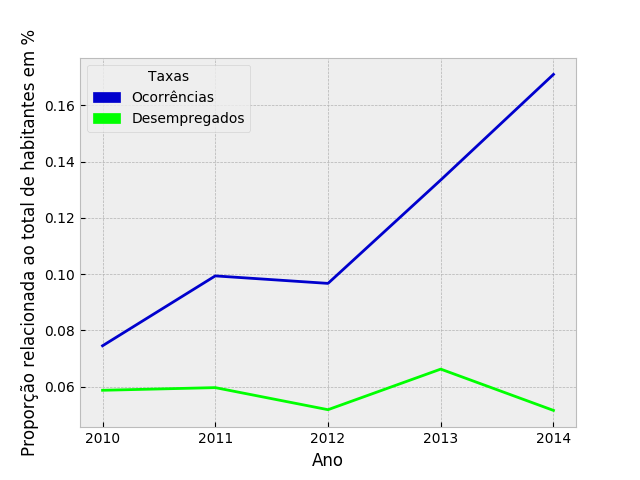 Proporção relacionada ao total de habitantes em %
Taxas
Ocorrências
Desempregados
0.16
0.14
0.12
0.10
0.08
0.06
2010 2011 2012 2013 2014
Ano